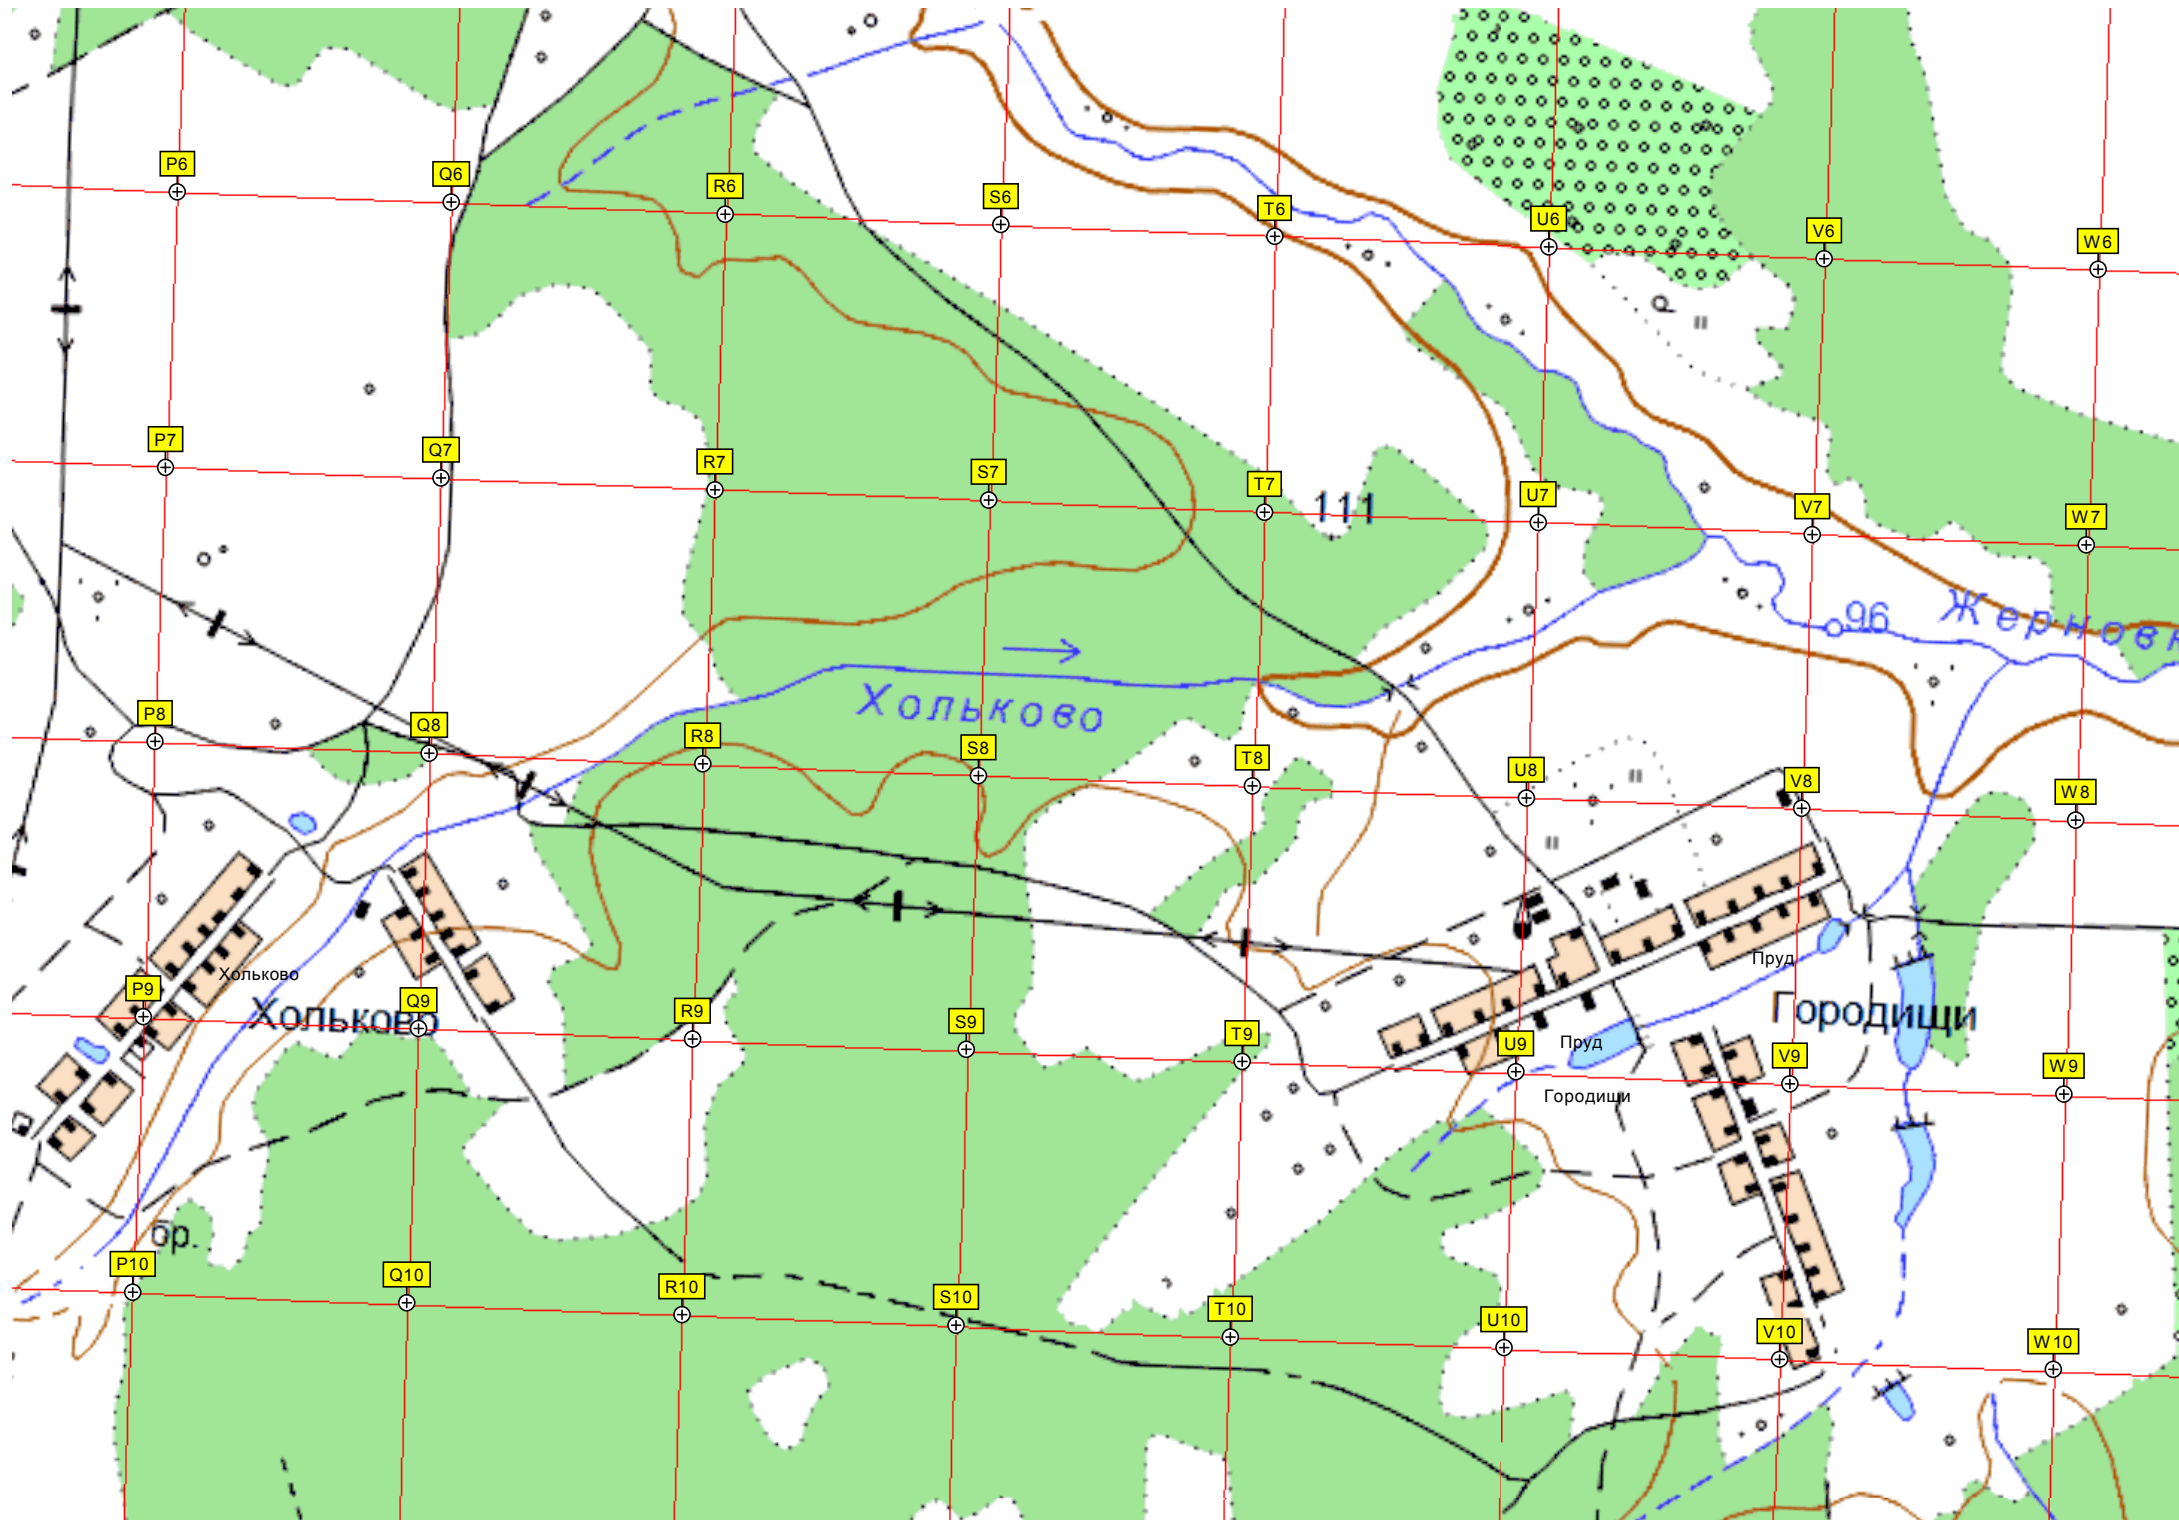 P6
Q6
R6
S6
T6
U6
V6
W6
P7
Q7
R7
S7
T7
111
U7
V7
W7
96
Жерновк
Хольково
P8
Q8
R8
S8
T8
U8
V8
W8
Хольково
Пруд
P9
Хольково
Q9
R9
S9
T9
U9
Пруд
Городищи
V9
W9
Городищи
бр.
P10
Q10
R10
S10
T10
U10
V10
W10